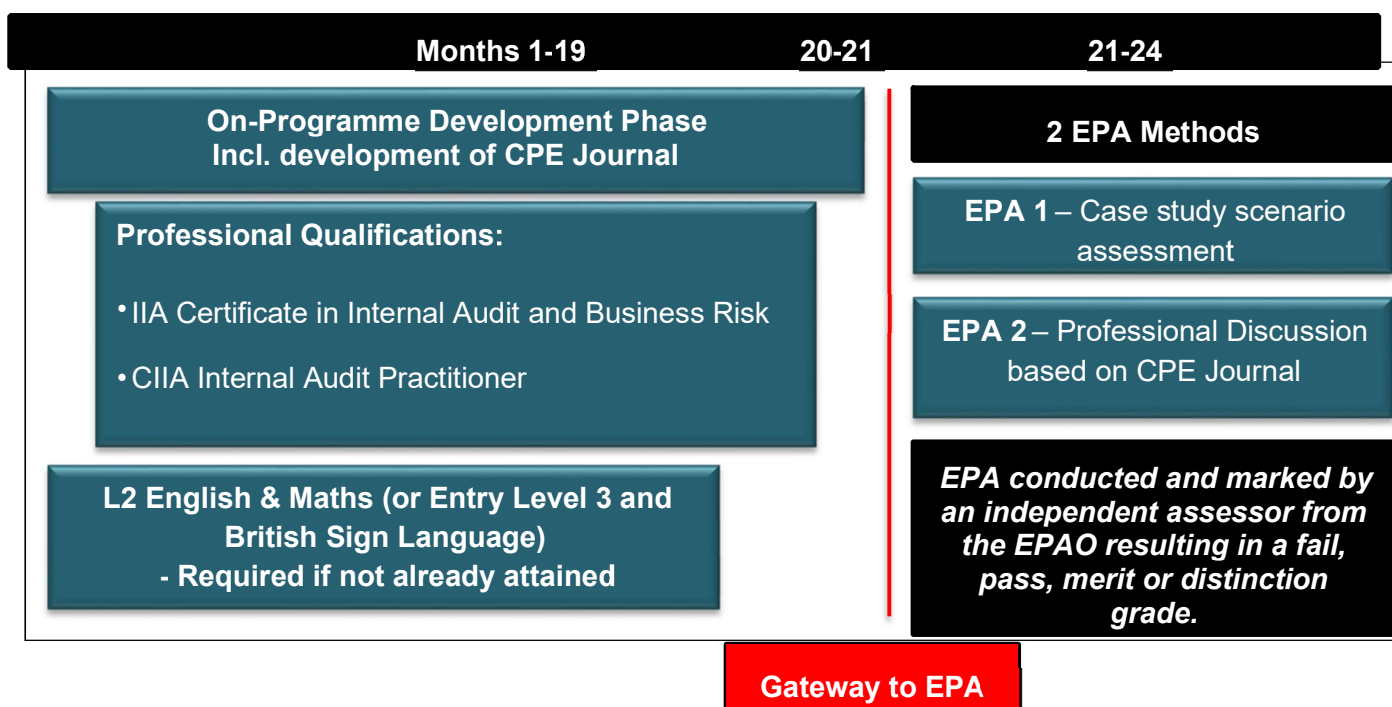 Months 1-19 20-21 21-24
On-Programme Development Phase
Incl. development of CPE Journal
Professional Qualifications:
•IIA Certificate in Internal Audit and Business Risk
•CIIA Internal Audit Practitioner
L2 English & Maths (or Entry Level 3 and
British Sign Language)
- Required if not already attained
2 EPA Methods
EPA 1 – Case study scenario
assessment
EPA 2 – Professional Discussion
based on CPE Journal
EPA conducted and marked by
an independent assessor from
the EPAO resulting in a fail,
pass, merit or distinction
grade.
Gateway to EPA